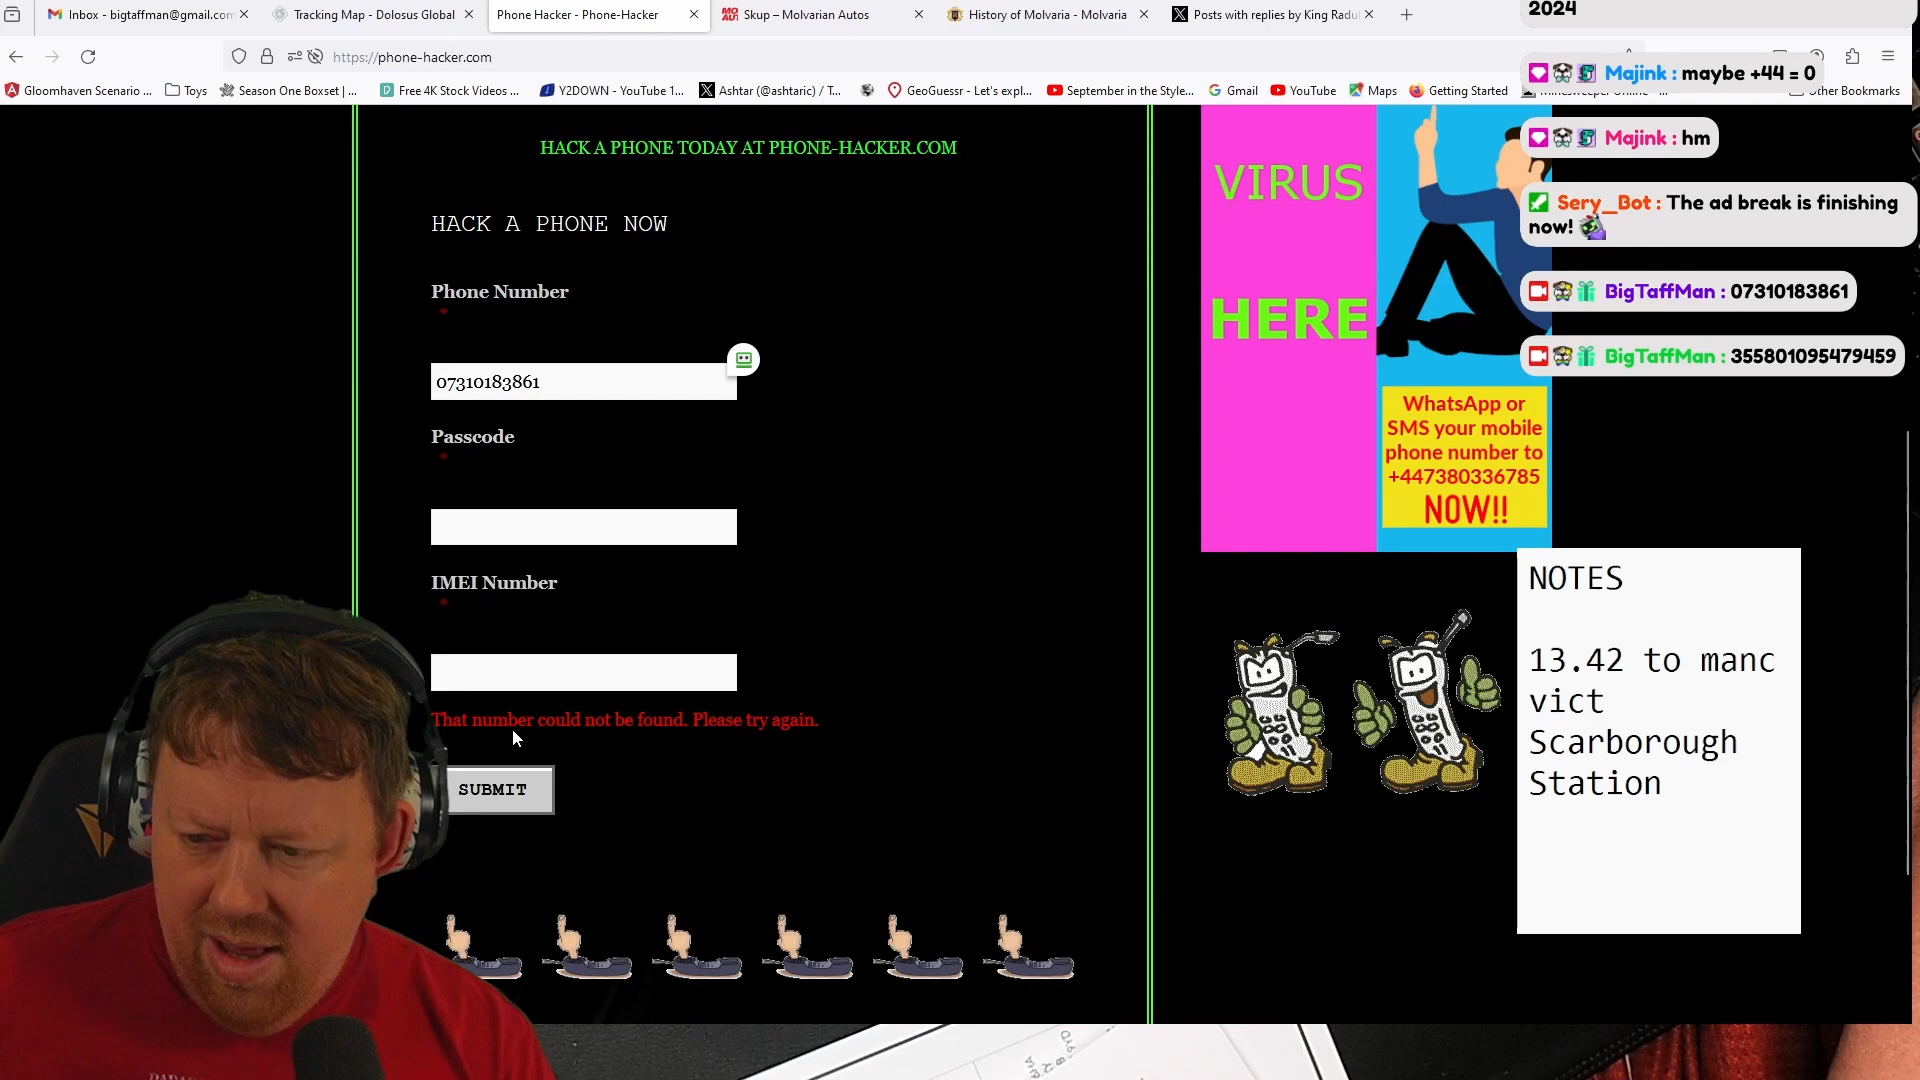 Inbox - bigtaffman@gmail.com
Tracking Map - Dolosus Global
Phone Hacker - Phone-Hacker
Skup – Molvarian Autos
History of Molvaria - Molvaria
Posts with replies by King Radu
2024
https://phone-hacker.com
Majink : maybe +44 = 0
Gloomhaven Scenario ...
Toys
Season One Boxset | ...
Free 4K Stock Videos ...
Y2DOWN - YouTube 1...
Ashtar (@ashtaric) / T...
GeoGuessr - Let's expl...
September in the Style...
Gmail
YouTube
Maps
Getting Started
Other Bookmarks
HACK A PHONE TODAY AT PHONE-HACKER.COM
HACK A PHONE NOW
Phone Number
*
07310183861
Passcode
*
IMEI Number
*
That number could not be found. Please try again.
SUBMIT
VIRUS
HERE
WhatsApp or
SMS your mobile
phone number to
+447380336785
NOW!!
Majink : hm
Sery_Bot : The ad break is finishing
now!
BigTaffMan : 07310183861
BigTaffMan : 355801095479459
NOTES
13.42 to manc
vict
Scarborough
Station